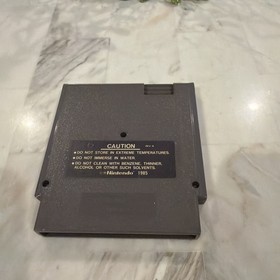 CAUTION
•DO NOT STORE IN EXTREME TEMPERATURES.
•DO NOT IMMERSE IN WATER.
•DO NOT CLEAN WITH BENZENE, THINNER,
ALCOHOL OR OTHER SUCH SOLVENTS.
Nintendo 1985